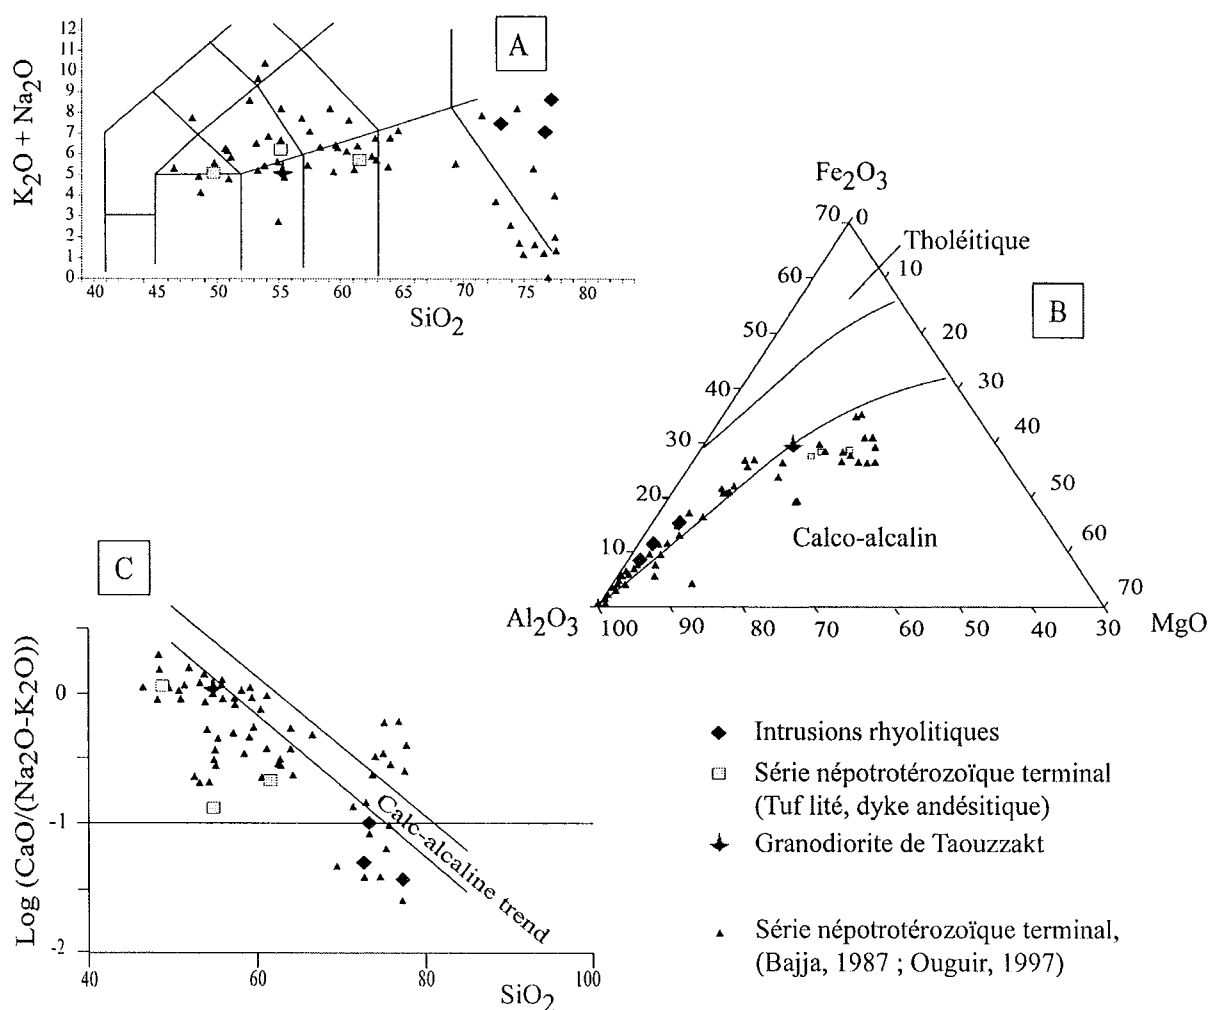 A
K₂O + Na₂O
12
11
10
9
8
7
6
5
4
3
2
1
0
40 45 50 55 60 65 70 75 80
SiO₂
B
Fe₂O₃
70 0
Tholéitique
60 10
50 20
40 30
30 40
20 50
10 60
70
Calco-alcalin
Al₂O₃ MgO
100 90 80 70 60 50 40 30
C
Log (CaO/(Na₂O-K₂O))
0
-1
-2
Calc-alcaline trend
40 60 80 100
SiO₂
Intrusions rhyolitiques
Série népotrotérozoïque terminal
(Tuf lité, dyke andésitique)
Granodiorite de Taouzzakt
Série népotrotérozoïque terminal,
(Bajja, 1987 ; Ouguir, 1997)